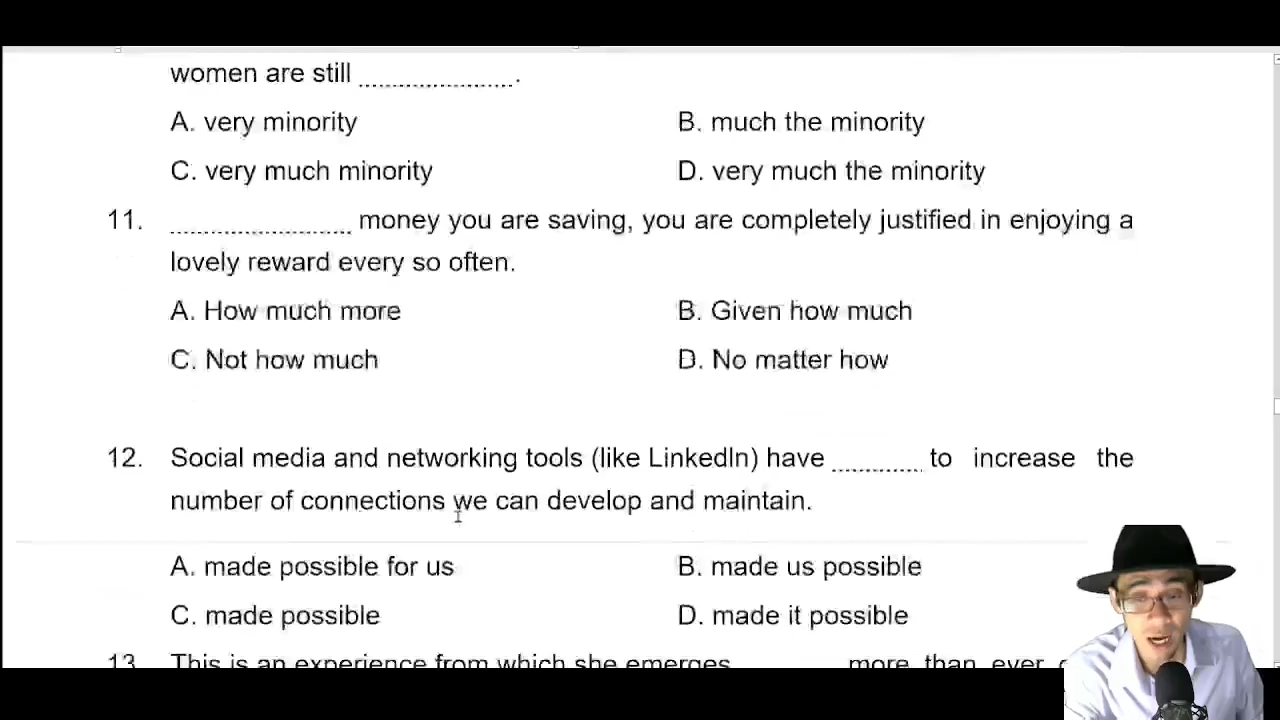 women are still ....................
A. very minority
B. much the minority
C. very much minority
D. very much the minority
11. .................... money you are saving, you are completely justified in enjoying a
lovely reward every so often.
A. How much more
B. Given how much
C. Not how much
D. No matter how
12. Social media and networking tools (like LinkedIn) have .......... to increase the
number of connections we can develop and maintain.
A. made possible for us
B. made us possible
C. made possible
D. made it possible
13. This is an experience from which she emerges .......... more than ever